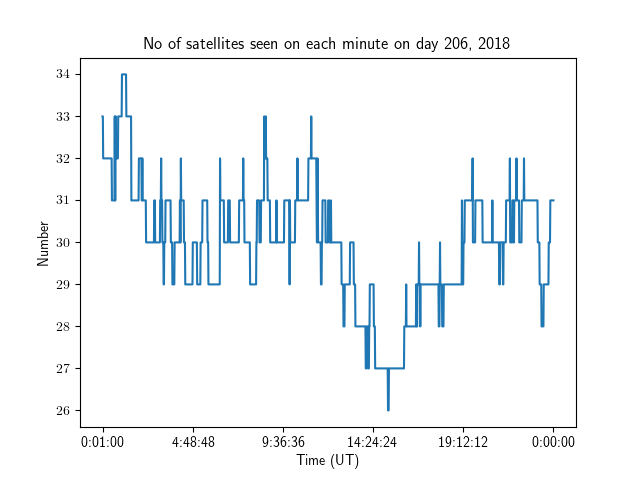 No of satellites seen on each minute on day 206, 2018
34
33
32
31
30
29
28
27
26
Number
0:01:00 4:48:48 9:36:36 14:24:24 19:12:12 0:00:00
Time (UT)